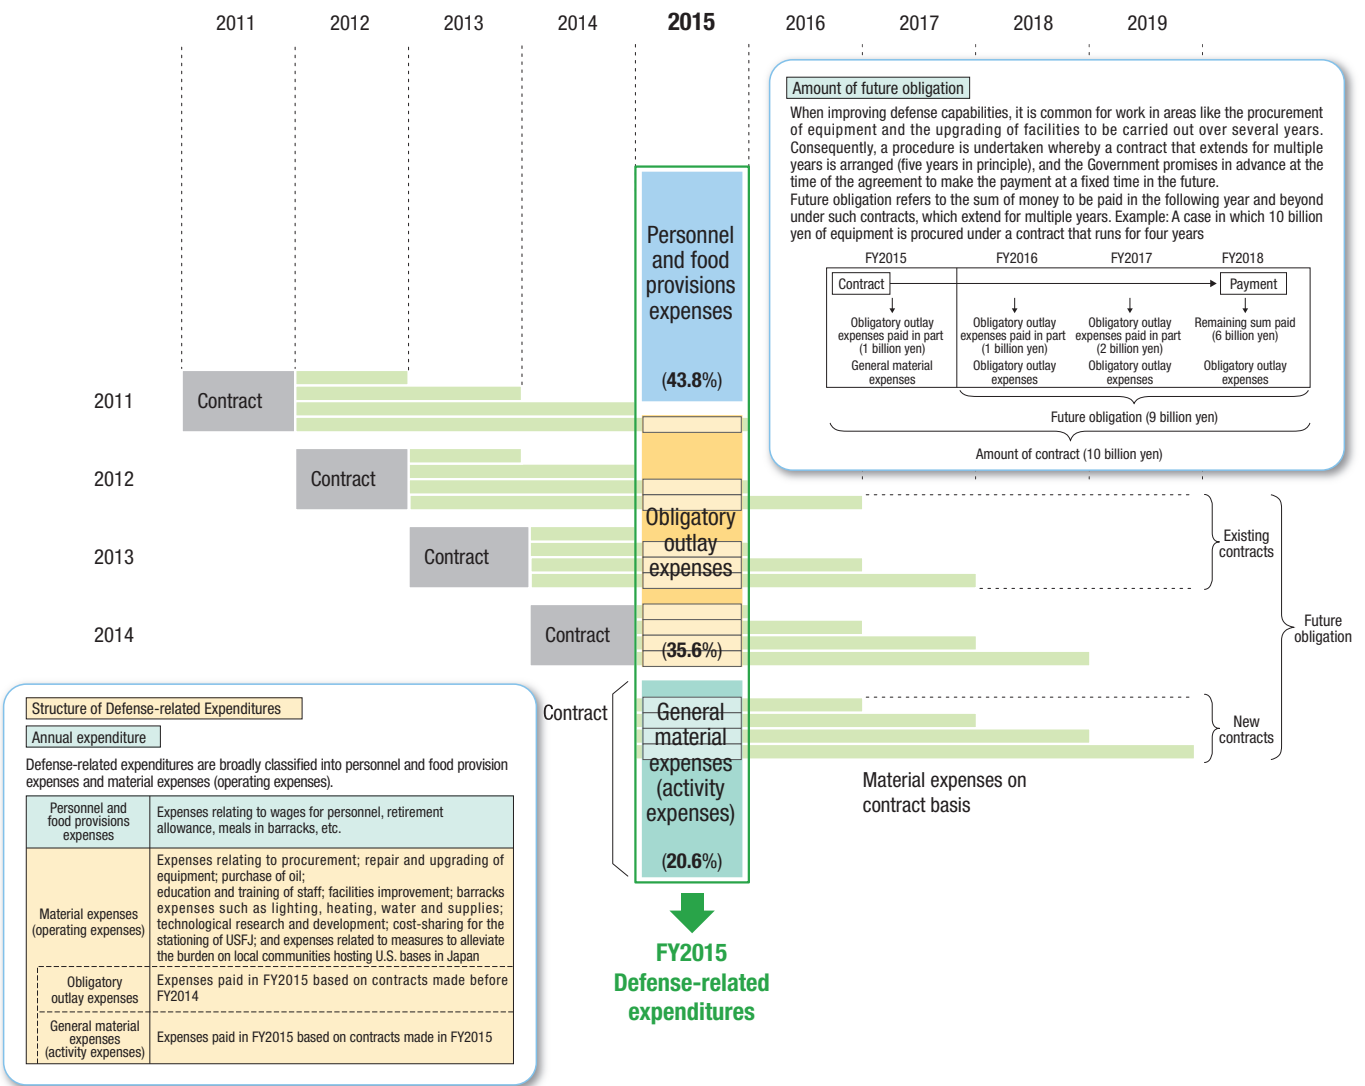 2011 2012 2013 2014 2015 2016 2017 2018 2019
Amount of future obligation
When improving defense capabilities, it is common for work in areas like the procurement
of equipment and the upgrading of facilities to be carried out over several years.
Consequently, a procedure is undertaken whereby a contract that extends for multiple
years is arranged (five years in principle), and the Government promises in advance at the
time of the agreement to make the payment at a fixed time in the future.
Future obligation refers to the sum of money to be paid in the following year and beyond
under such contracts, which extend for multiple years. Example: A case in which 10 billion
yen of equipment is procured under a contract that runs for four years
FY2015 FY2016 FY2017 FY2018
Contract Payment
Obligatory outlay
expenses paid in part
(1 billion yen)
General material
expenses
Obligatory outlay
expenses paid in part
(1 billion yen)
Obligatory outlay
expenses
Obligatory outlay
expenses paid in part
(2 billion yen)
Obligatory outlay
expenses
Remaining sum paid
(6 billion yen)
Obligatory outlay
expenses
Future obligation (9 billion yen)
Amount of contract (10 billion yen)
Personnel
and food
provisions
expenses
(43.8%)
2011 Contract
2012 Contract
2013 Contract
2014 Contract
Obligatory
outlay
expenses
(35.6%)
Existing
contracts
Future
obligation
New
contracts
Contract
General
material
expenses
(activity
expenses)
(20.6%)
Material expenses on
contract basis
FY2015
Defense-related
expenditures
Structure of Defense-related Expenditures
Annual expenditure
Defense-related expenditures are broadly classified into personnel and food provision
expenses and material expenses (operating expenses).
Personnel and
food provisions
expenses
Expenses relating to wages for personnel, retirement
allowance, meals in barracks, etc.
Material expenses
(operating expenses)
Expenses relating to procurement; repair and upgrading of
equipment; purchase of oil;
education and training of staff; facilities improvement; barracks
expenses such as lighting, heating, water and supplies;
technological research and development; cost-sharing for the
stationing of USFJ; and expenses related to measures to alleviate
the burden on local communities hosting U.S. bases in Japan
Obligatory
outlay expenses
Expenses paid in FY2015 based on contracts made before
FY2014
General material
expenses
(activity expenses)
Expenses paid in FY2015 based on contracts made in FY2015